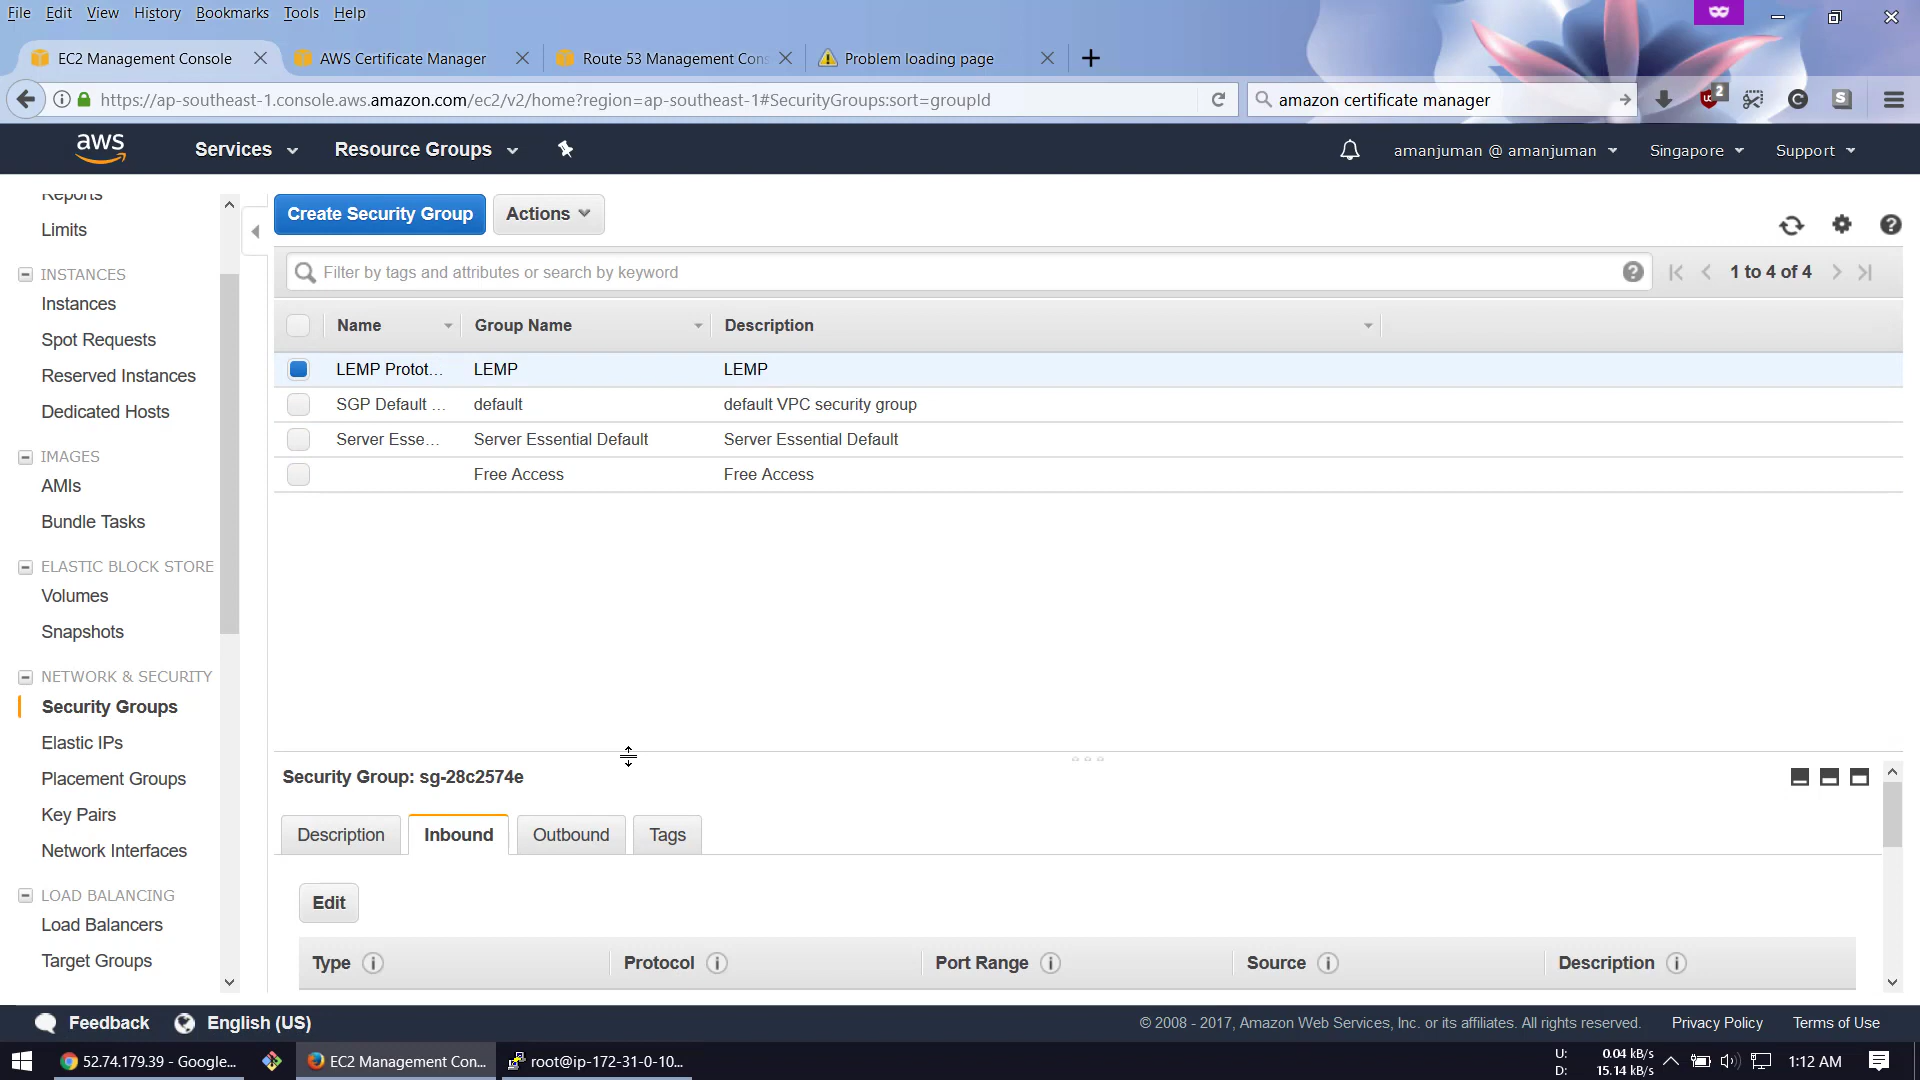 File Edit View History Bookmarks Tools Help
EC2 Management Console
AWS Certificate Manager
Route 53 Management Cons
Problem loading page
https://ap-southeast-1.console.aws.amazon.com/ec2/v2/home?region=ap-southeast-1#SecurityGroups:sort=groupId
amazon certificate manager
2
aws
Services
Resource Groups
amanjuman @ amanjuman
Singapore
Support
Reports
Limits
INSTANCES
Instances
Spot Requests
Reserved Instances
Dedicated Hosts
IMAGES
AMIs
Bundle Tasks
ELASTIC BLOCK STORE
Volumes
Snapshots
NETWORK & SECURITY
Security Groups
Elastic IPs
Placement Groups
Key Pairs
Network Interfaces
LOAD BALANCING
Load Balancers
Target Groups
Create Security Group
Actions
Filter by tags and attributes or search by keyword
1 to 4 of 4
Name Group Name Description
LEMP Protot... LEMP LEMP
SGP Default ... default default VPC security group
Server Esse... Server Essential Default Server Essential Default
Free Access Free Access
Security Group: sg-28c2574e
Description Inbound Outbound Tags
Edit
Type Protocol Port Range Source Description
Feedback
English (US)
© 2008 - 2017, Amazon Web Services, Inc. or its affiliates. All rights reserved.
Privacy Policy
Terms of Use
52.74.179.39 - Google...
EC2 Management Con...
root@ip-172-31-0-10...
U: 0.04 kB/s
D: 15.14 kB/s
1:12 AM